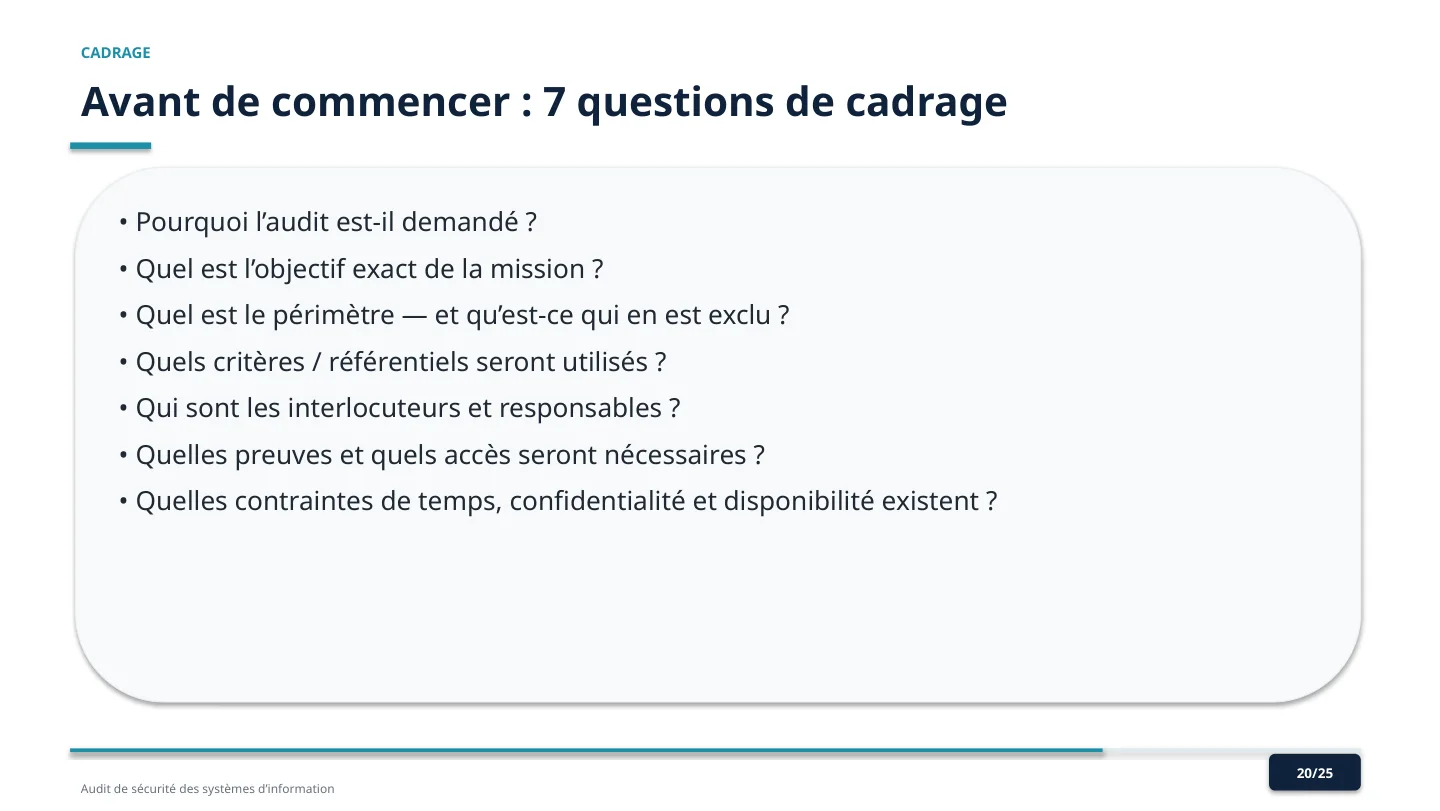 CADRAGE
Avant de commencer : 7 questions de cadrage
• Pourquoi l’audit est-il demandé ?
• Quel est l’objectif exact de la mission ?
• Quel est le périmètre — et qu’est-ce qui en est exclu ?
• Quels critères / référentiels seront utilisés ?
• Qui sont les interlocuteurs et responsables ?
• Quelles preuves et quels accès seront nécessaires ?
• Quelles contraintes de temps, confidentialité et disponibilité existent ?
20/25
Audit de sécurité des systèmes d’information